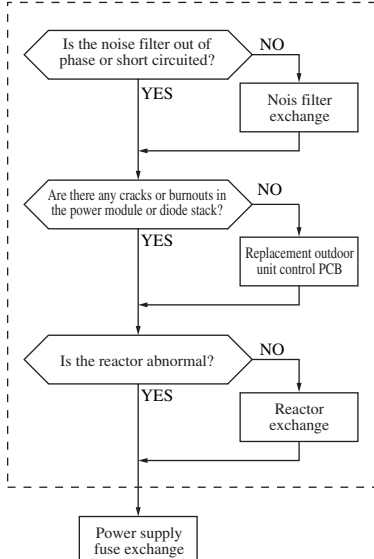 Is the noise filter out of
phase or short circuited?
NO
YES
Nois filter
exchange
Are there any cracks or burnouts in
the power module or diode stack?
NO
YES
Replacement outdoor
unit control PCB
Is the reactor abnormal?
NO
YES
Reactor
exchange
Power supply
fuse exchange